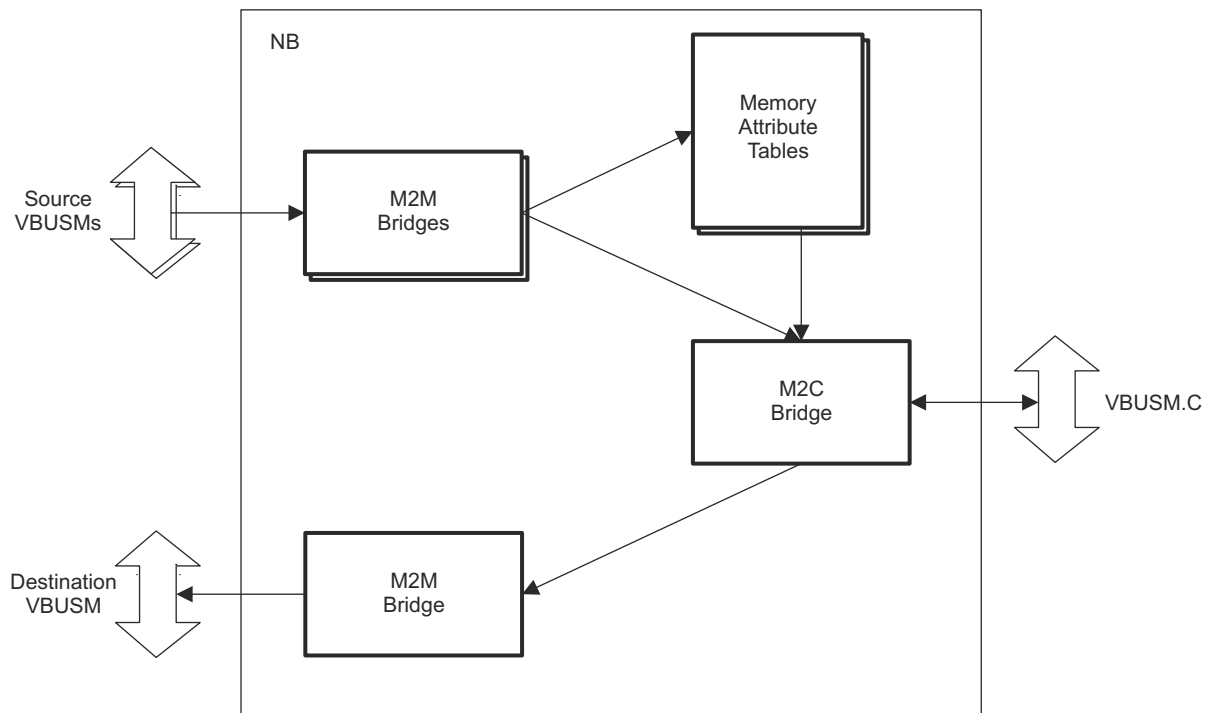 NB
Memory
Attribute
Tables
Source
VBUSMs
M2M
Bridges
M2C
Bridge
VBUSM.C
Destination
VBUSM
M2M
Bridge